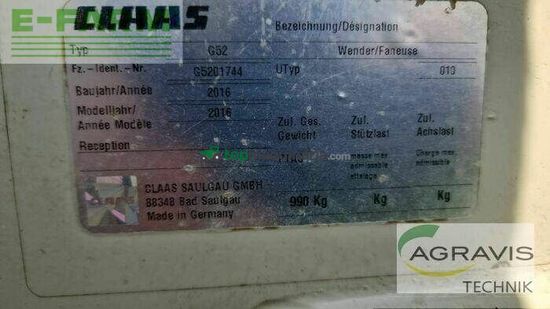 CLAAS
Bezeichnung/Désignation
Typ G52 Wender/Faneuse
Fz.-Ident.-Nr. G5201744 UTyp 010
Baujahr/Année 2016
Modelljahr/ Année Modèle 2016
Zul. Ges. Gewicht Zul. Stützlast Zul. Achslast
Reception PTAC masse max admissible attelage Charge max admissible
CLAAS SAULGAU GMBH
88348 Bad Saulgau 990 Kg Kg Kg
Made in Germany
AGRAVIS
TECHNIK